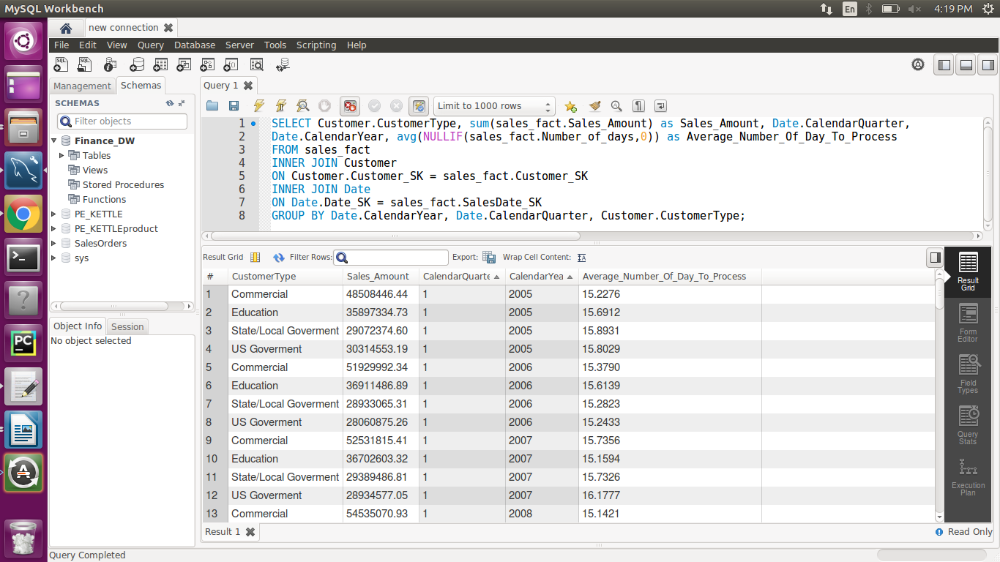 MySQL Workbench En 4:19 PM
new connection
File Edit View Query Database Server Tools Scripting Help
Management Schemas
SCHEMAS
Filter objects
Finance_DW
Tables
Views
Stored Procedures
Functions
PE_KETTLE
PE_KETTLEproduct
SalesOrders
sys
Object Info Session
No object selected
Query 1
Limit to 1000 rows
1 SELECT Customer.CustomerType, sum(sales_fact.Sales_Amount) as Sales_Amount, Date.CalendarQuarter,
2 Date.CalendarYear, avg(NULLIF(sales_fact.Number_of_days,0)) as Average_Number_Of_Day_To_Process
3 FROM sales_fact
4 INNER JOIN Customer
5 ON Customer.Customer_SK = sales_fact.Customer_SK
6 INNER JOIN Date
7 ON Date.Date_SK = sales_fact.SalesDate_SK
8 GROUP BY Date.CalendarYear, Date.CalendarQuarter, Customer.CustomerType;
Result Grid Filter Rows: Export: Wrap Cell Content: IA
# CustomerType Sales_Amount CalendarQuarte CalendarYea Average_Number_Of_Day_To_Process
1 Commercial 48508446.44 1 2005 15.2276
2 Education 35897334.73 1 2005 15.6912
3 State/Local Goverment 29072374.60 1 2005 15.8931
4 US Goverment 30314553.19 1 2005 15.8029
5 Commercial 51929992.34 1 2006 15.3790
6 Education 36911486.89 1 2006 15.6139
7 State/Local Goverment 28933065.31 1 2006 15.2823
8 US Goverment 28060875.26 1 2006 15.2433
9 Commercial 52531815.41 1 2007 15.7356
10 Education 36702603.32 1 2007 15.1594
11 State/Local Goverment 29389486.81 1 2007 15.7326
12 US Goverment 28934577.05 1 2007 16.1777
13 Commercial 54535070.93 1 2008 15.1421
Result
Grid
Form
Editor
Field
Types
Query
Stats
Execution
Plan
Result 1
Read Only
Query Completed
PC